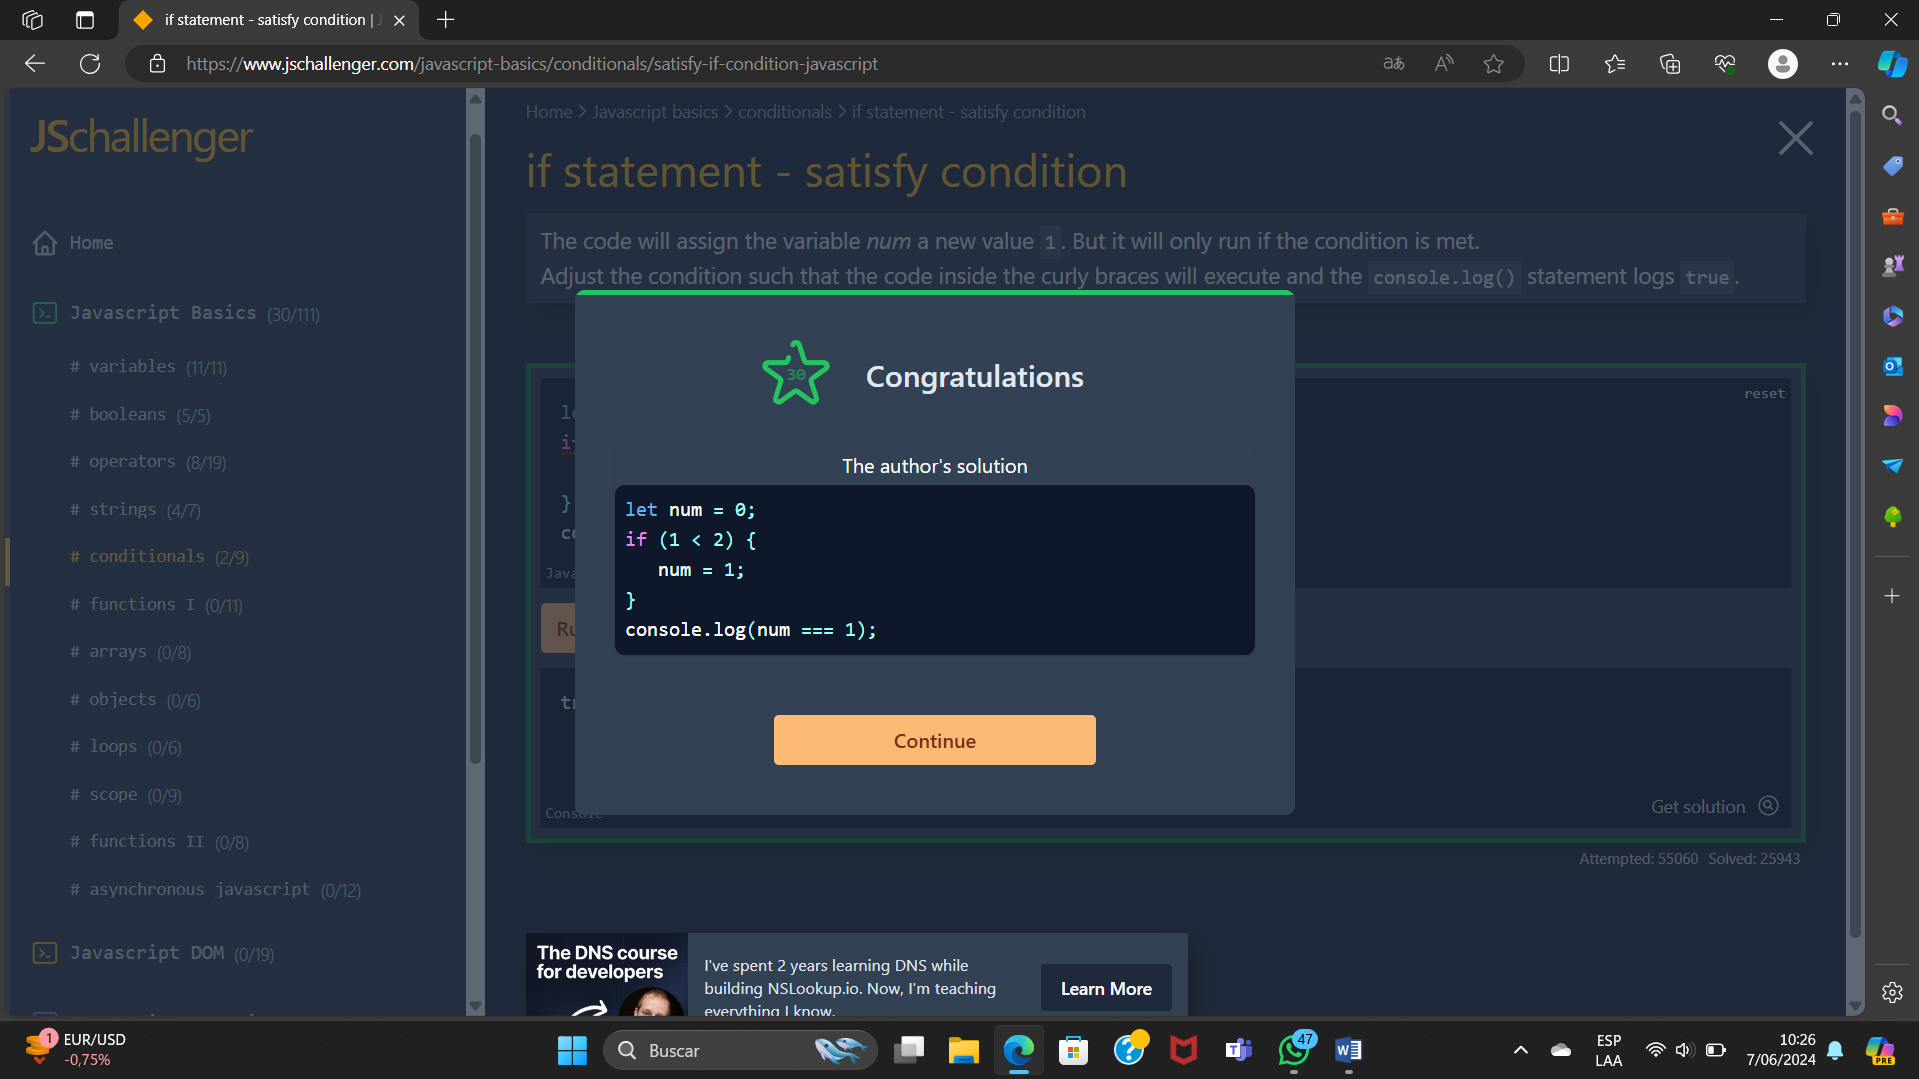 if statement - satisfy condition | J
https://www.jschallenger.com/javascript-basics/conditionals/satisfy-if-condition-javascript
JSchallenger
Home
Javascript Basics (30/111)
# variables (11/11)
# booleans (5/5)
# operators (8/19)
# strings (4/7)
# conditionals (2/9)
# functions I (0/11)
# arrays (0/8)
# objects (0/6)
# loops (0/6)
# scope (0/9)
# functions II (0/8)
# asynchronous javascript (0/12)
Javascript DOM (0/19)
Home > Javascript basics > conditionals > if statement - satisfy condition
if statement - satisfy condition
The code will assign the variable num a new value 1. But it will only run if the condition is met.
Adjust the condition such that the code inside the curly braces will execute and the console.log() statement logs true.
reset
Congratulations
30
The author's solution
let num = 0;
if (1 < 2) {
num = 1;
}
console.log(num === 1);
Continue
}
Java
Ru
Console
Get solution
Attempted: 55060 Solved: 25943
The DNS course
for developers
I've spent 2 years learning DNS while
building NSLookup.io. Now, I'm teaching
everything I know.
Learn More
1
EUR/USD
-0,75%
Buscar
47
ESP
LAA
10:26
7/06/2024
PRE